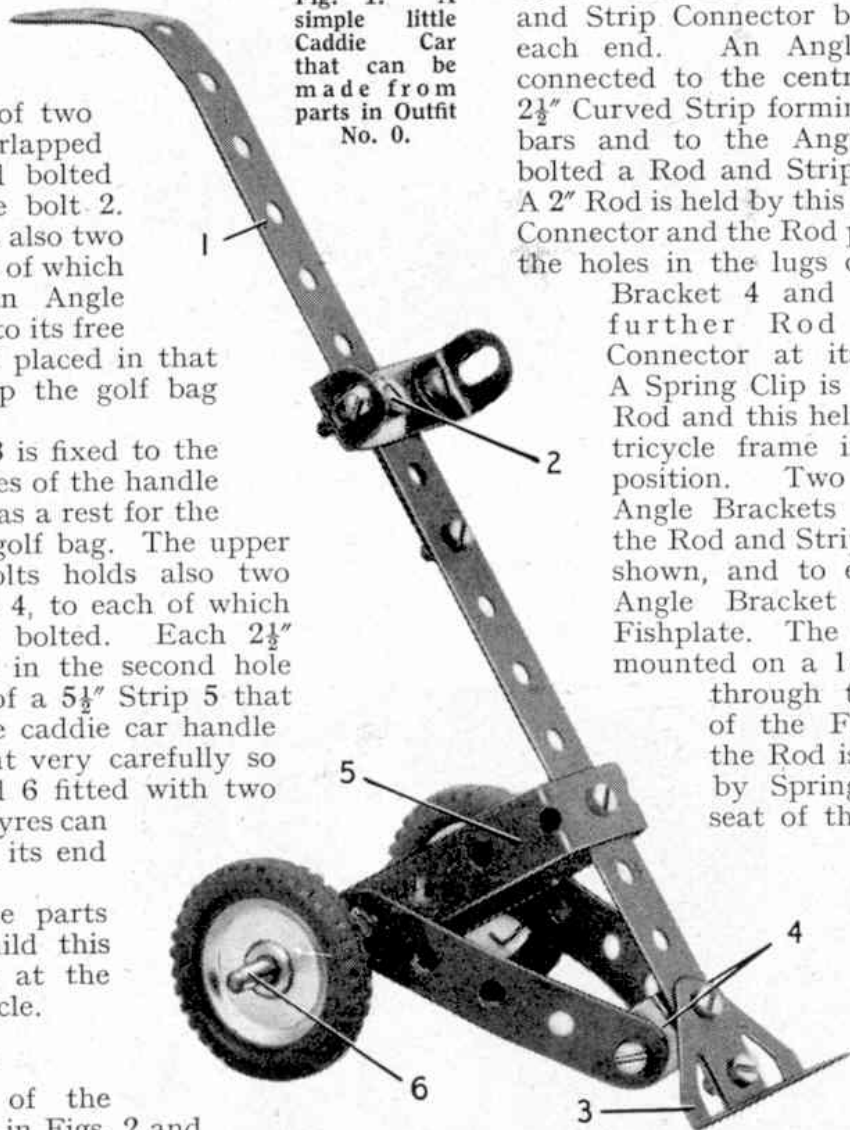 Fig. 1. A
simple little
Caddie Car
that can be
made from
parts in Outfit
No. 0.
of two
rlapped
l bolted
e bolt 2.
also two
of which
n Angle
to its free
placed in that
p the golf bag
3 is fixed to the
es of the handle
as a rest for the
golf bag. The upper
olts holds also two
4, to each of which
bolted. Each 2½″
in the second hole
of a 5½″ Strip 5 that
e caddie car handle
nt very carefully so
l 6 fitted with two
tyres can
its end
e parts
ild this
at the
cle.
of the
in Figs. 2 and
and Strip Connector b
each end. An Angl
connected to the centr
2½″ Curved Strip formin
bars and to the Ang
bolted a Rod and Strip
A 2″ Rod is held by this
Connector and the Rod p
the holes in the lugs o
Bracket 4 and
further Rod
Connector at it
A Spring Clip is
Rod and this hel
tricycle frame i
position. Two
Angle Brackets
the Rod and Stri
shown, and to e
Angle Bracket
Fishplate. The
mounted on a 1
through t
of the F
the Rod is
by Spring
seat of th
1
2
5
4
6
3